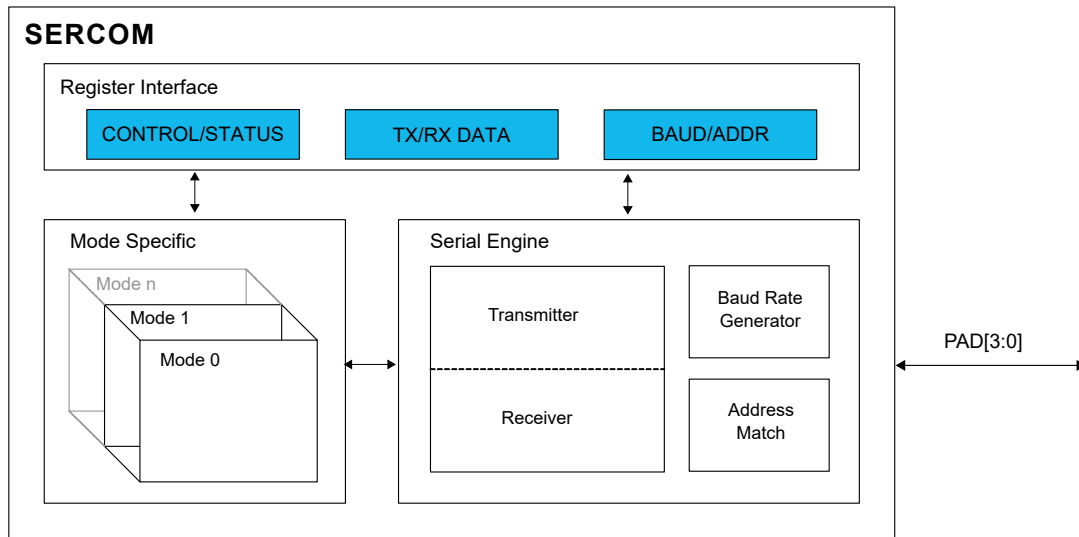 SERCOM
Register Interface
CONTROL/STATUS
TX/RX DATA
BAUD/ADDR
Mode Specific
Mode n
Mode 1
Mode 0
Serial Engine
Transmitter
Receiver
Baud Rate
Generator
Address
Match
PAD[3:0]